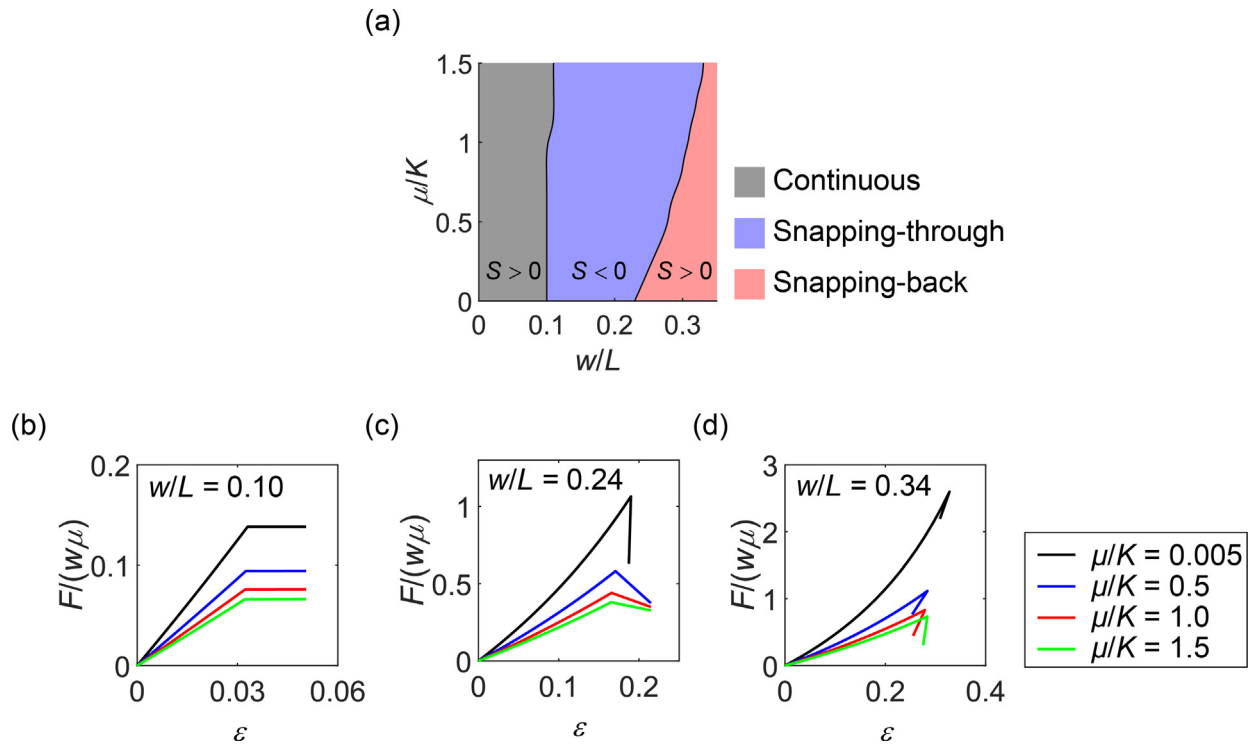 (a)
1.5
1
0.5
0
μ/K
S > 0 S < 0 S > 0
0 0.1 0.2 0.3
w/L
Continuous
Snapping-through
Snapping-back
(b)
0.2
0.1
0
F/(wμ)
w/L = 0.10
0 0.03 0.06
ε
(c)
1
0.5
0
F/(wμ)
w/L = 0.24
0 0.1 0.2
ε
(d)
3
2
1
0
F/(wμ)
w/L = 0.34
0 0.2 0.4
ε
μ/K = 0.005
μ/K = 0.5
μ/K = 1.0
μ/K = 1.5